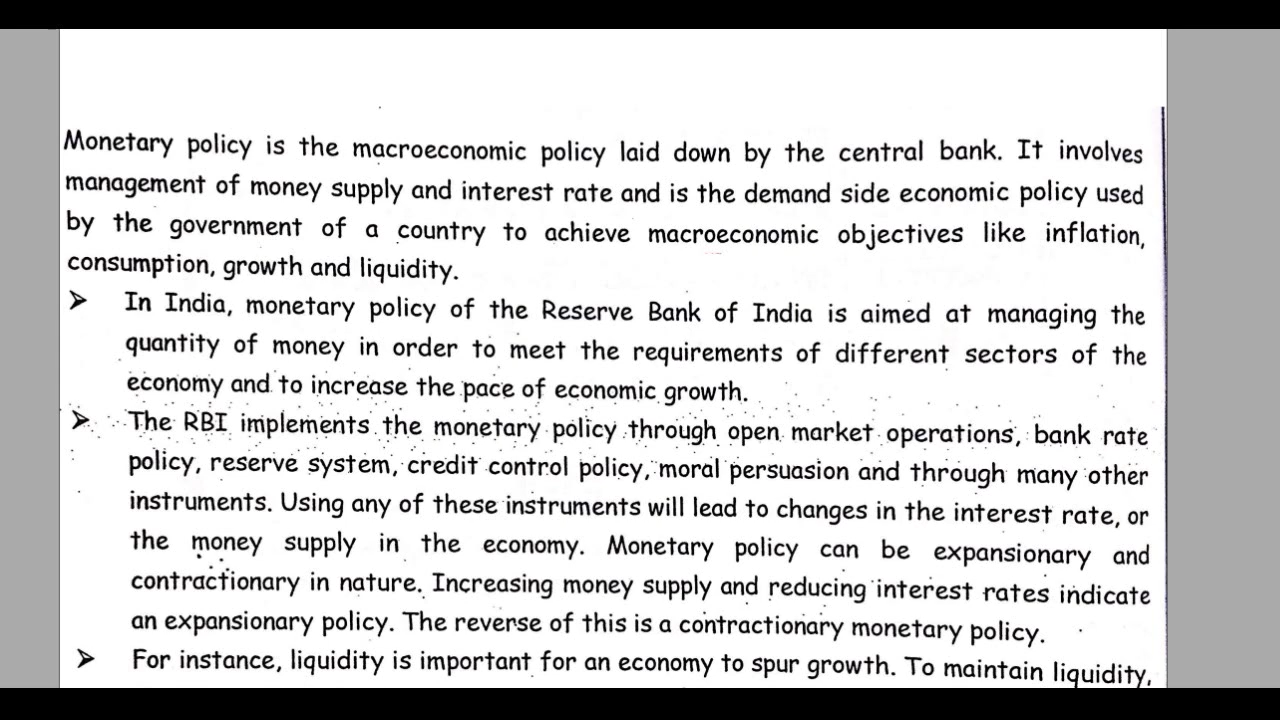 Monetary policy is the macroeconomic policy laid down by the central bank. It involves
management of money supply and interest rate and is the demand side economic policy used
by the government of a country to achieve macroeconomic objectives like inflation,
consumption, growth and liquidity.
➤ In India, monetary policy of the Reserve Bank of India is aimed at managing the
quantity of money in order to meet the requirements of different sectors of the
economy and to increase the pace of economic growth.
➤ The RBI implements the monetary policy through open market operations, bank rate
policy, reserve system, credit control policy, moral persuasion and through many other
instruments. Using any of these instruments will lead to changes in the interest rate, or
the money supply in the economy. Monetary policy can be expansionary and
contractionary in nature. Increasing money supply and reducing interest rates indicate
an expansionary policy. The reverse of this is a contractionary monetary policy.
➤ For instance, liquidity is important for an economy to spur growth. To maintain liquidity,